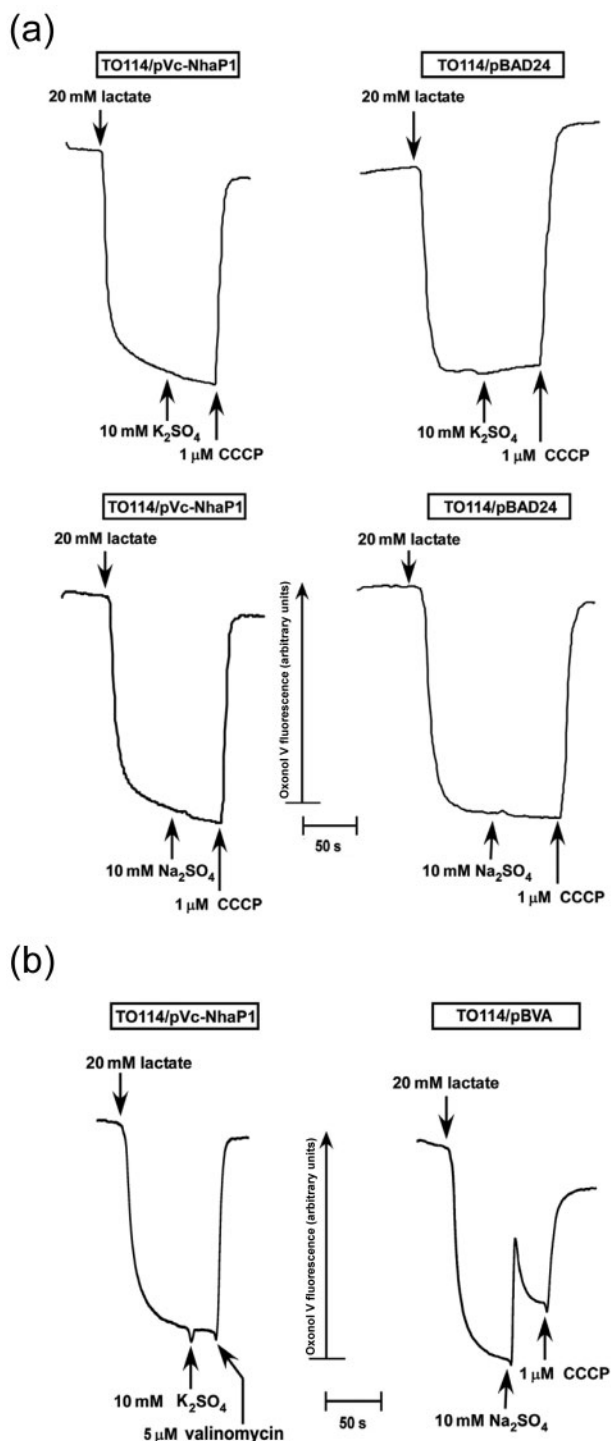 (a)
TO114/pVc-NhaP1
TO114/pBAD24
20 mM lactate
20 mM lactate
10 mM K₂SO₄
10 mM K₂SO₄
1 μM CCCP
1 μM CCCP
TO114/pVc-NhaP1
TO114/pBAD24
20 mM lactate
20 mM lactate
Oxonol V fluorescence (arbitrary units)
50 s
10 mM Na₂SO₄
10 mM Na₂SO₄
1 μM CCCP
1 μM CCCP
(b)
TO114/pVc-NhaP1
TO114/pBVA
20 mM lactate
20 mM lactate
Oxonol V fluorescence (arbitrary units)
1 μM CCCP
10 mM K₂SO₄
50 s
10 mM Na₂SO₄
5 μM valinomycin